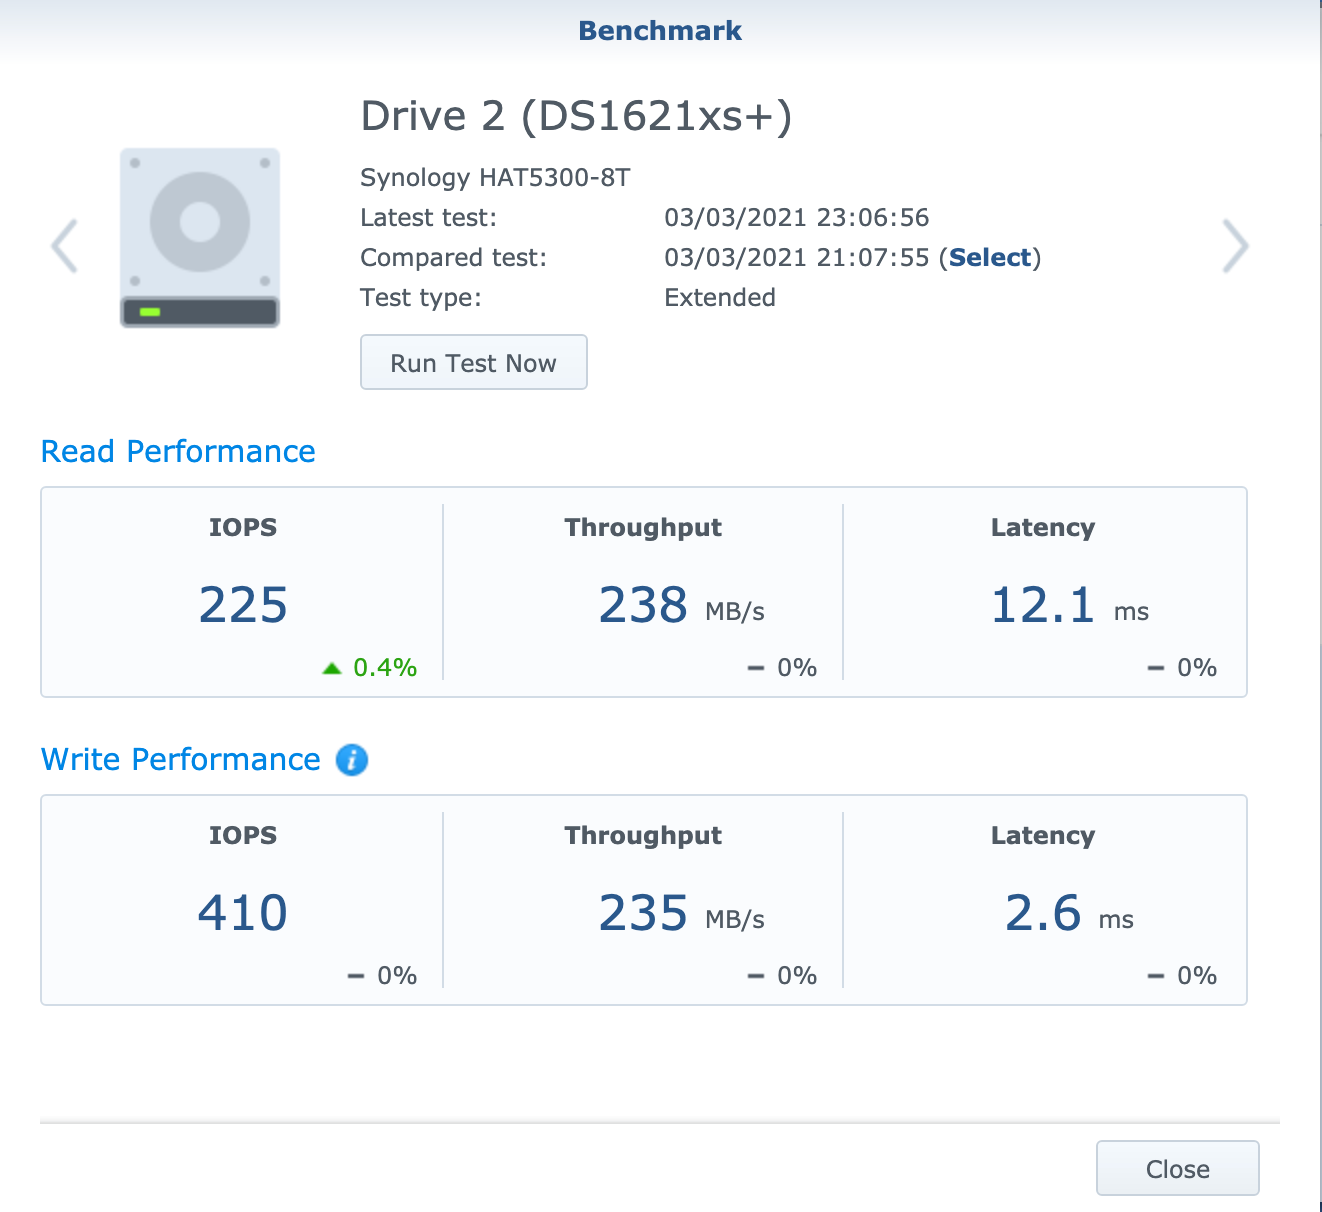 Benchmark
Drive 2 (DS1621xs+)
Synology HAT5300-8T
Latest test: 03/03/2021 23:06:56
Compared test: 03/03/2021 21:07:55 (Select)
Test type: Extended
Run Test Now
Read Performance
IOPS Throughput Latency
225 238 MB/s 12.1 ms
0.4% 0% 0%
Write Performance i
IOPS Throughput Latency
410 235 MB/s 2.6 ms
0% 0% 0%
Close